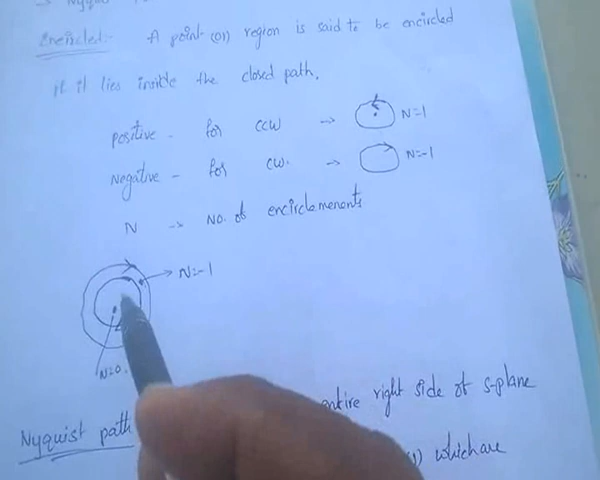 → Nyquis
Encircled:- A point (or) region is said to be encircled
if it lies inside the closed path.
positive - for CCW → N=1
Negative - for CW. → N=-1
N → No. of encirclements
→ N=-1
N=0.
entire right side of s-plane
Nyquist path
which are